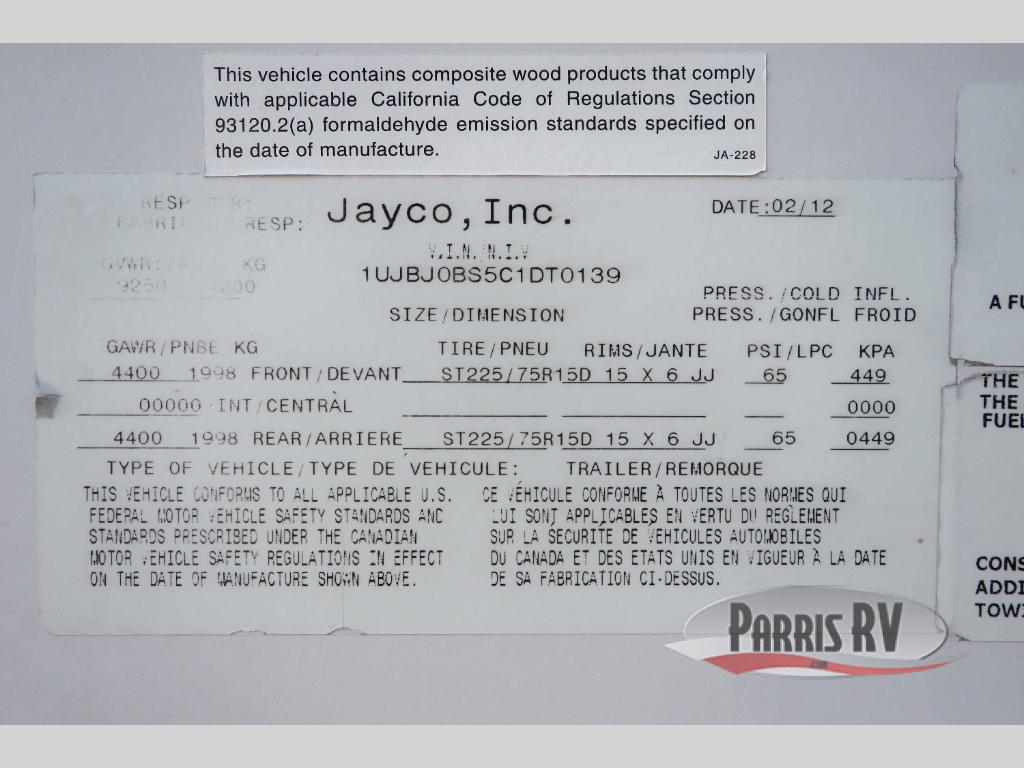 This vehicle contains composite wood products that comply
with applicable California Code of Regulations Section
93120.2(a) formaldehyde emission standards specified on
the date of manufacture. JA-228
RESP
RESP:
Jayco, Inc.
DATE:02/12
V.I.N./N.I.V
1UJBJ0BS5C1DT0139
GVWR: KG
9250
SIZE/DIMENSION
PRESS./COLD INFL.
PRESS./GONFL FROID
GAWR/PNBE KG TIRE/PNEU RIMS/JANTE PSI/LPC KPA
4400 1998 FRONT/DEVANT ST225/75R15D 15 X 6 JJ 65 449
00000 INT/CENTRAL 0000
4400 1998 REAR/ARRIERE ST225/75R15D 15 X 6 JJ 65 0449
TYPE OF VEHICLE/TYPE DE VEHICULE: TRAILER/REMORQUE
THIS VEHICLE CONFORMS TO ALL APPLICABLE U.S.
FEDERAL MOTOR VEHICLE SAFETY STANDARDS AND
STANDARDS PRESCRIBED UNDER THE CANADIAN
MOTOR VEHICLE SAFETY REGULATIONS IN EFFECT
ON THE DATE OF MANUFACTURE SHOWN ABOVE.
CE VÉHICULE CONFORME À TOUTES LES NORMES QUI
LUI SONT APPLICABLES EN VERTU DU REGLEMENT
SUR LA SÉCURITÉ DE VÉHICULES AUTOMOBILES
DU CANADA ET DES ETATS UNIS EN VIGUEUR À LA DATE
DE SA FABRICATION CI-DESSUS.
A FU
THE
THE
FUEL
CONS
ADDI
TOWI
PARRIS RV
.com